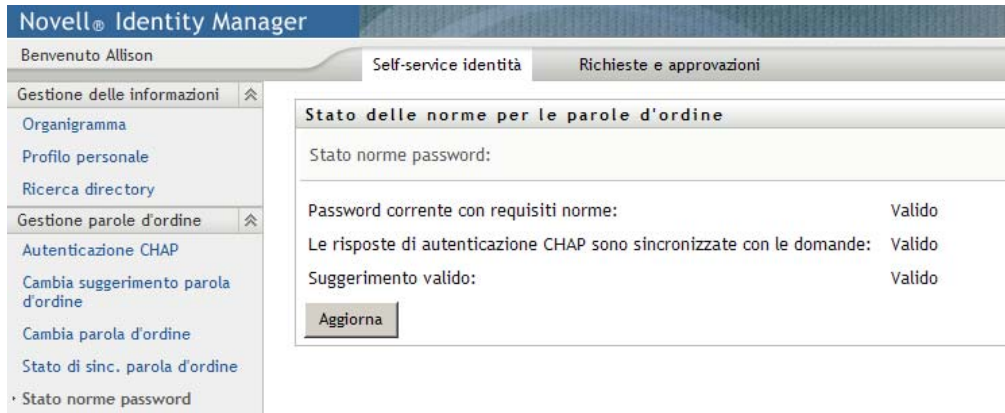 Novell® Identity Manager
Benvenuto Allison
Self-service identità
Richieste e approvazioni
Gestione delle informazioni
Organigramma
Profilo personale
Ricerca directory
Gestione parole d'ordine
Autenticazione CHAP
Cambia suggerimento parola
d'ordine
Cambia parola d'ordine
Stato di sinc. parola d'ordine
Stato norme password
Stato delle norme per le parole d'ordine
Stato norme password:
Password corrente con requisiti norme: Valido
Le risposte di autenticazione CHAP sono sincronizzate con le domande: Valido
Suggerimento valido: Valido
Aggiorna